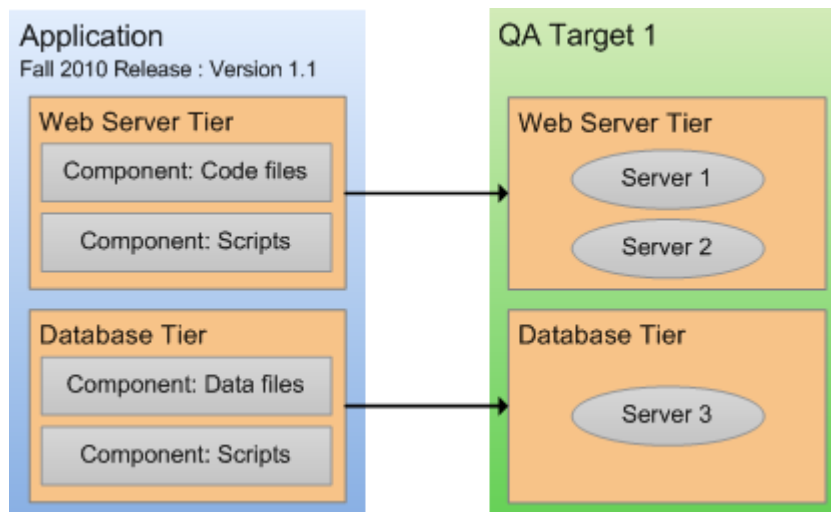 Application
Fall 2010 Release : Version 1.1
Web Server Tier
Component: Code files
Component: Scripts
Database Tier
Component: Data files
Component: Scripts
QA Target 1
Web Server Tier
Server 1
Server 2
Database Tier
Server 3